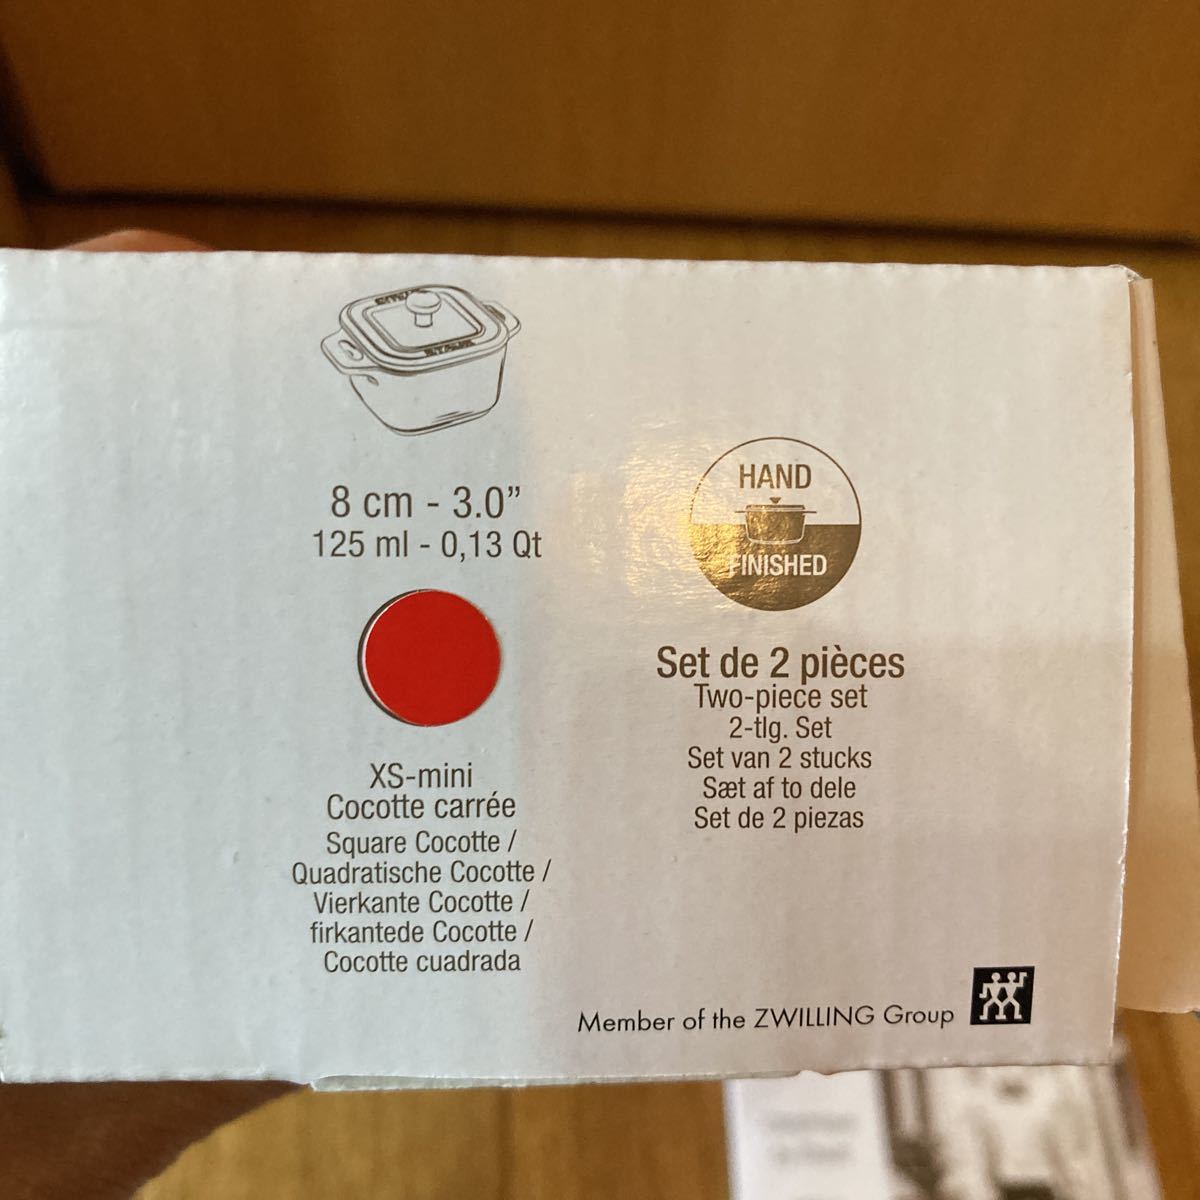 STAUB
8 cm - 3.0”
125 ml - 0,13 Qt
XS-mini
Cocotte carrée
Square Cocotte /
Quadratische Cocotte /
Vierkante Cocotte /
firkantede Cocotte /
Cocotte cuadrada
HAND
FINISHED
Set de 2 pièces
Two-piece set
2-tlg. Set
Set van 2 stucks
Sæt af to dele
Set de 2 piezas
Member of the ZWILLING Group